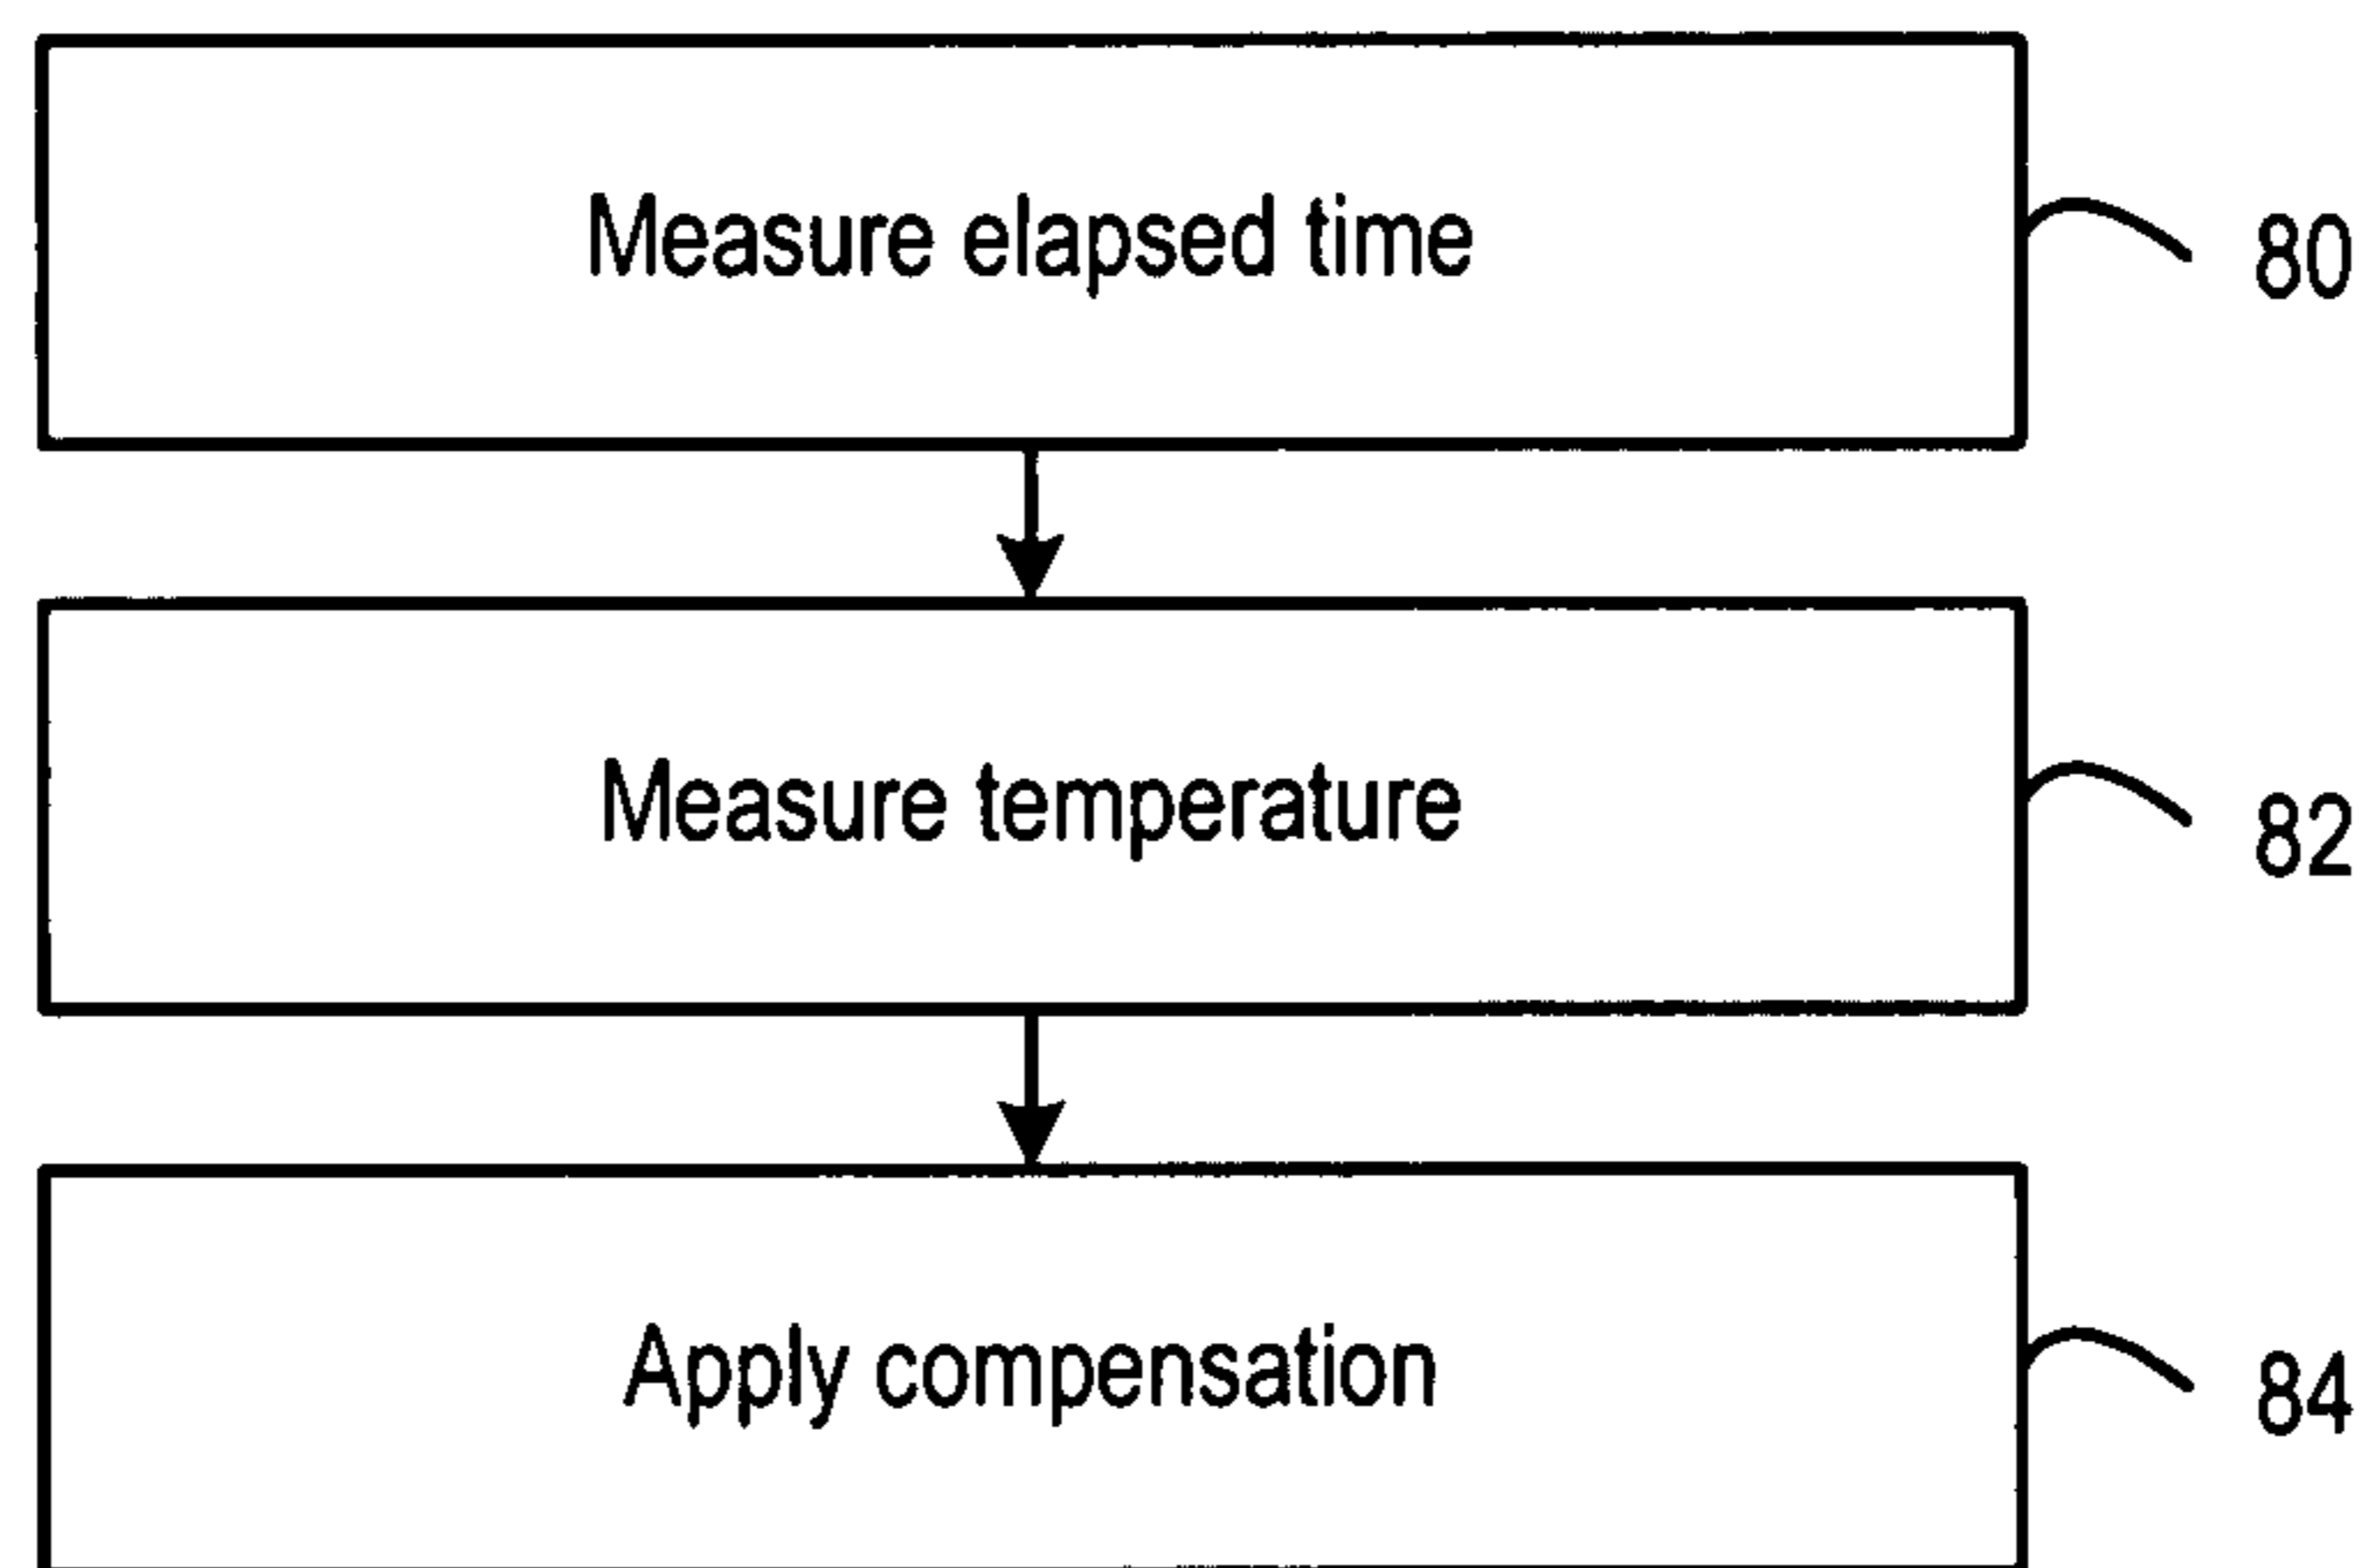 Measure elapsed time
80
Measure temperature
82
Apply compensation
84